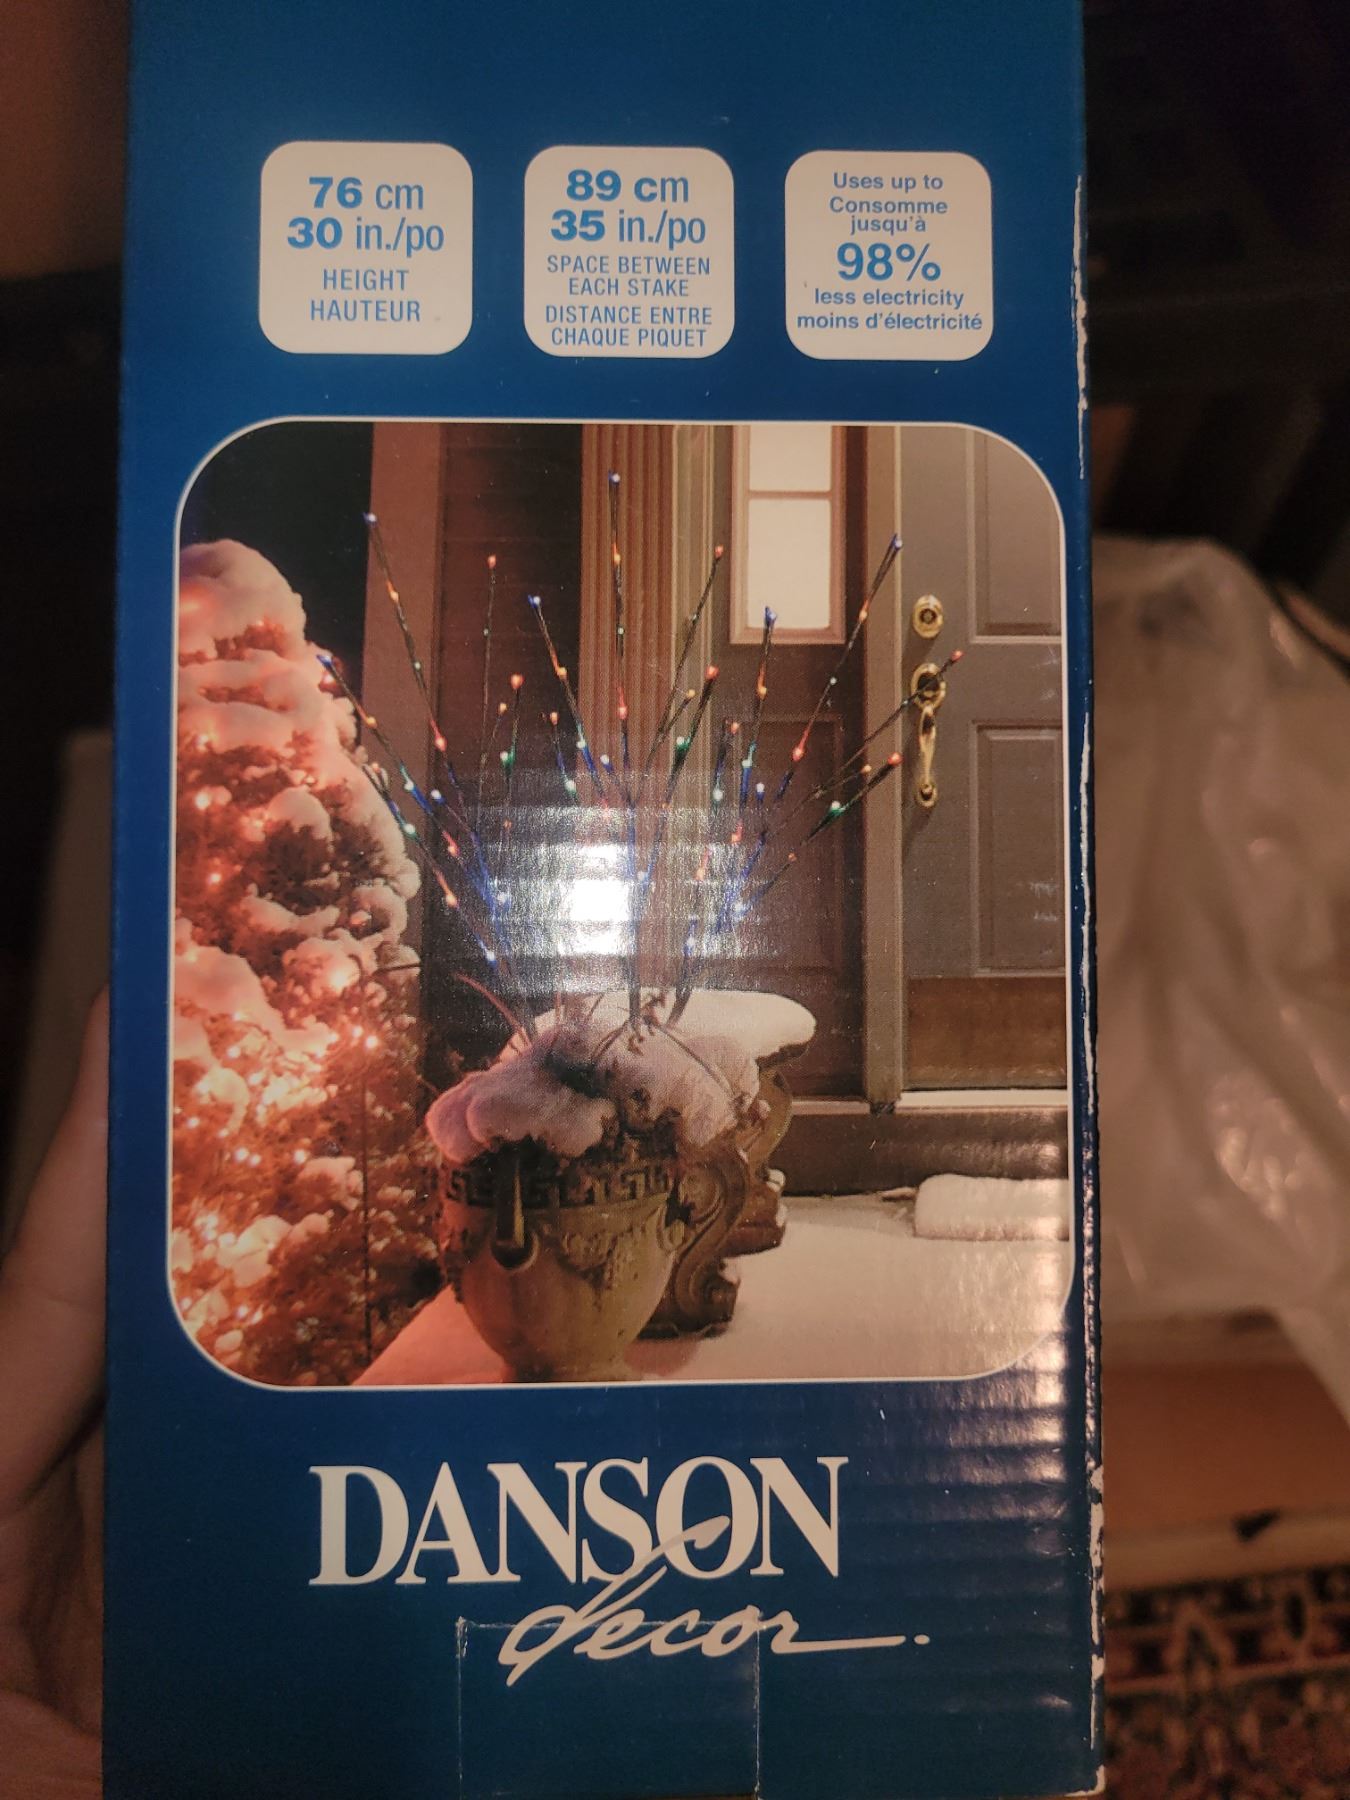 76 cm
30 in./po
HEIGHT
HAUTEUR
89 cm
35 in./po
SPACE BETWEEN
EACH STAKE
DISTANCE ENTRE
CHAQUE PIQUET
Uses up to
Consomme
jusqu'à
98%
less electricity
moins d'électricité
DANSON
decor